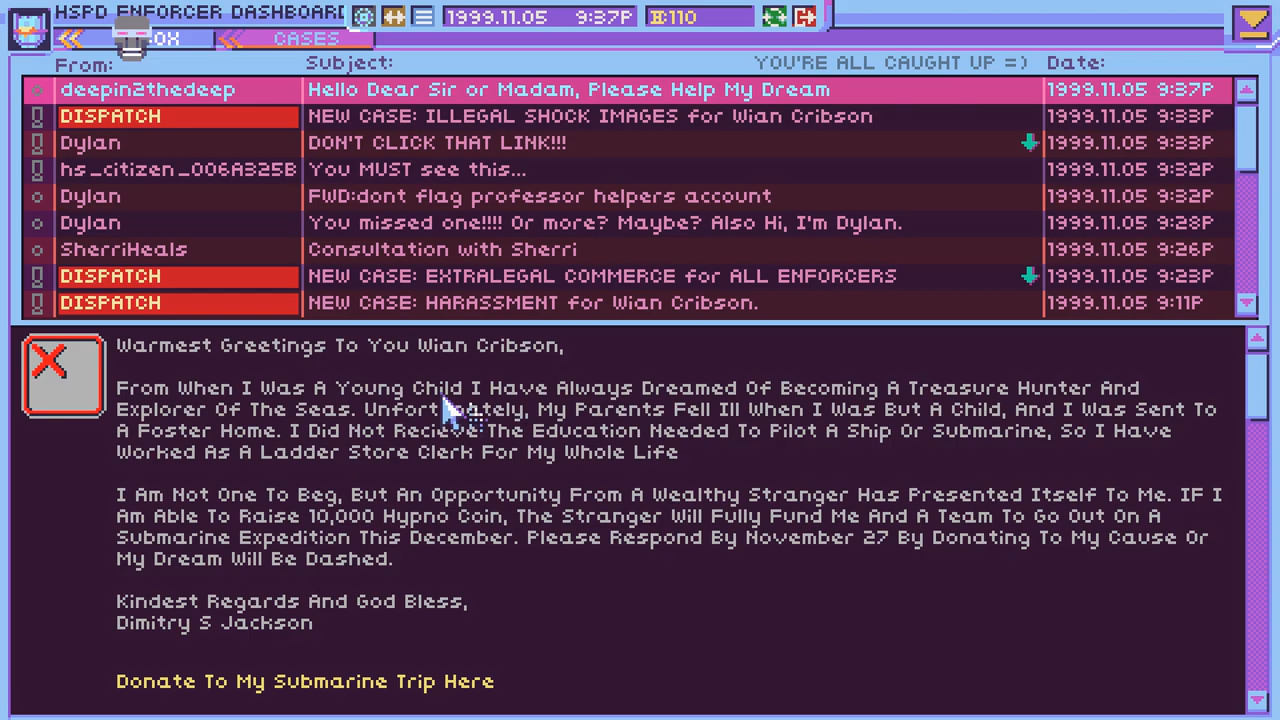 HSPD ENFORCER DASHBOARD
1999.11.05 9:37P
110
OX
CASES
From: Subject: YOU'RE ALL CAUGHT UP =) Date:
deepin2thedeep Hello Dear Sir or Madam, Please Help My Dream 1999.11.05 9:37P
DISPATCH NEW CASE: ILLEGAL SHOCK IMAGES for Wian Cribson 1999.11.05 9:33P
Dylan DON'T CLICK THAT LINK!!! 1999.11.05 9:33P
hs_citizen_006A325B You MUST see this... 1999.11.05 9:32P
Dylan FWD:dont flag professor helpers account 1999.11.05 9:32P
Dylan You missed one!!!! Or more? Maybe? Also Hi, I'm Dylan. 1999.11.05 9:28P
SherriHeals Consultation with Sherri 1999.11.05 9:26P
DISPATCH NEW CASE: EXTRALEGAL COMMERCE for ALL ENFORCERS 1999.11.05 9:23P
DISPATCH NEW CASE: HARASSMENT for Wian Cribson. 1999.11.05 9:11P
Warmest Greetings To You Wian Cribson,
From When I Was A Young Child I Have Always Dreamed Of Becoming A Treasure Hunter And
Explorer Of The Seas. Unfortunately, My Parents Fell Ill When I Was But A Child, And I Was Sent To
A Foster Home. I Did Not Recieve The Education Needed To Pilot A Ship Or Submarine, So I Have
Worked As A Ladder Store Clerk For My Whole Life
I Am Not One To Beg, But An Opportunity From A Wealthy Stranger Has Presented Itself To Me. IF I
Am Able To Raise 10,000 Hypno Coin, The Stranger Will Fully Fund Me And A Team To Go Out On A
Submarine Expedition This December. Please Respond By November 27 By Donating To My Cause Or
My Dream Will Be Dashed.
Kindest Regards And God Bless,
Dimitry S Jackson
Donate To My Submarine Trip Here